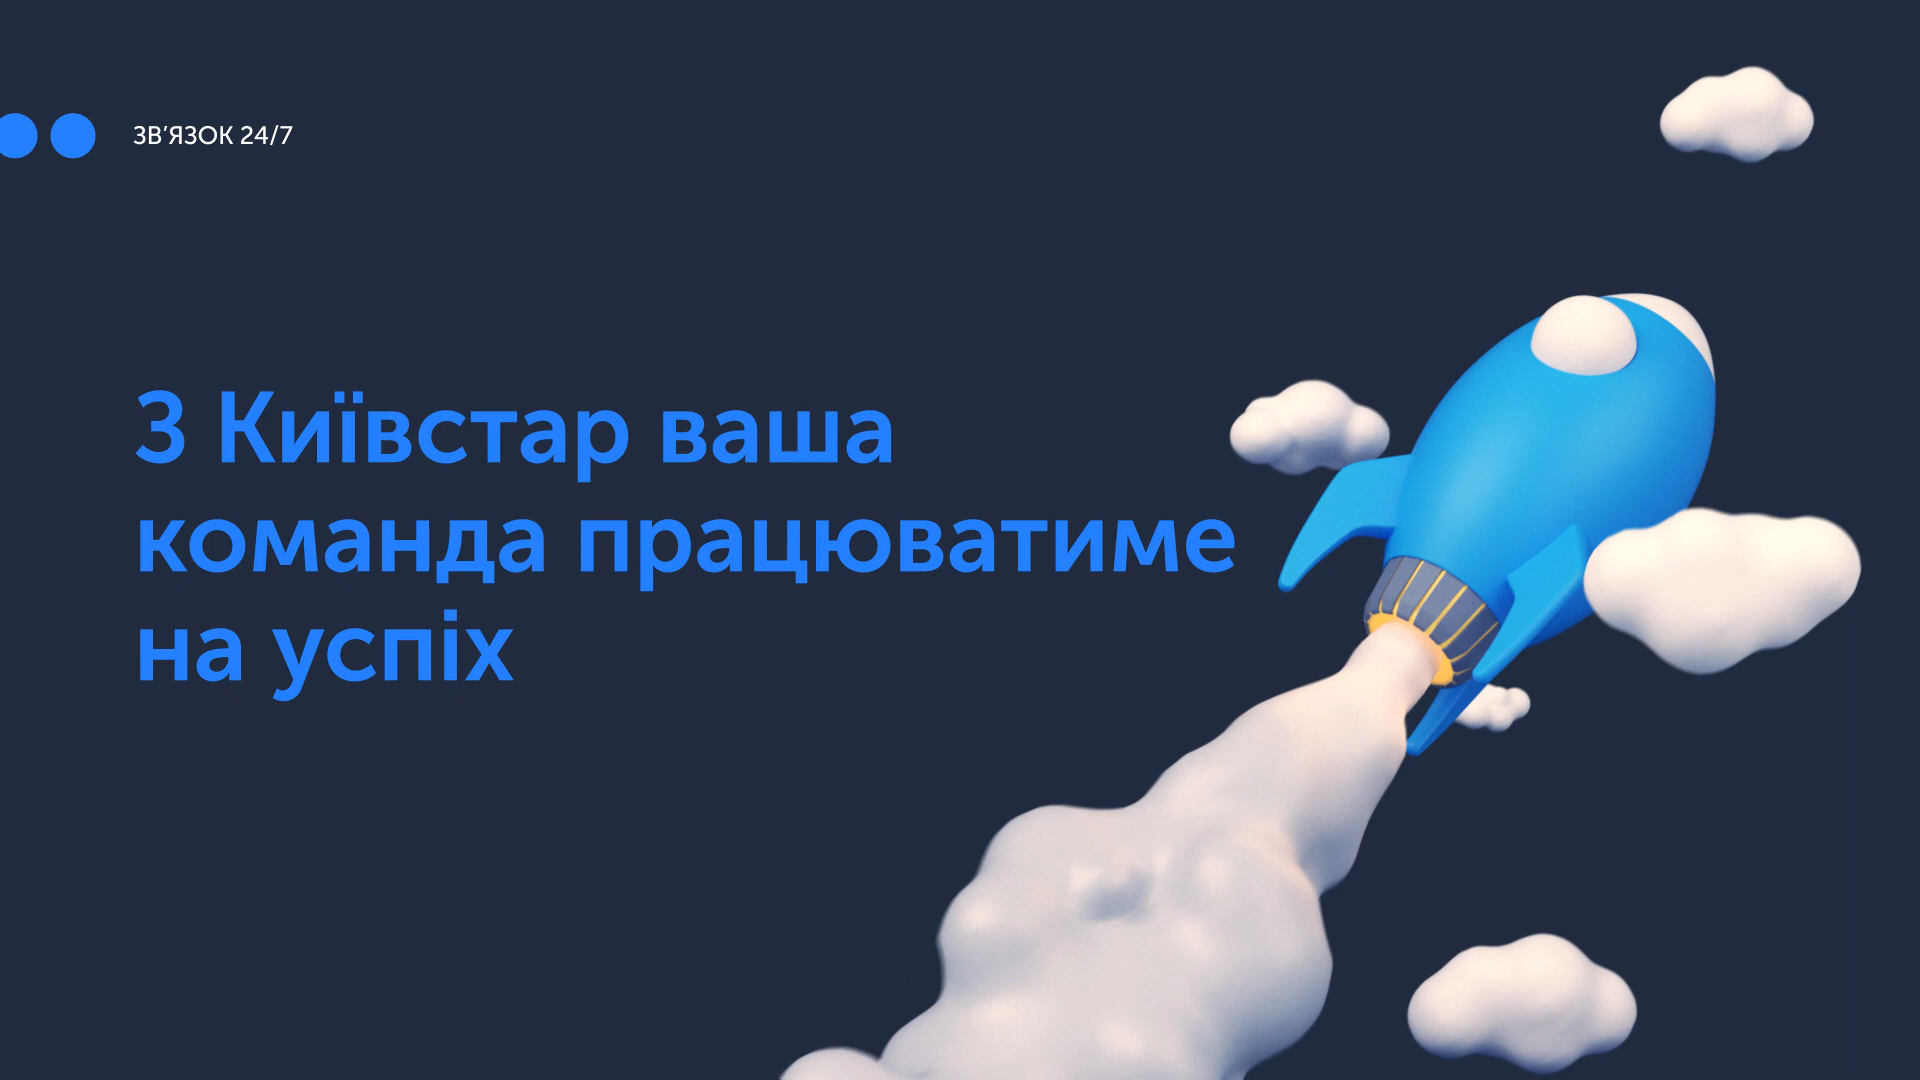 ЗВ’ЯЗОК 24/7
З Київстар ваша
команда працюватиме
на успіх